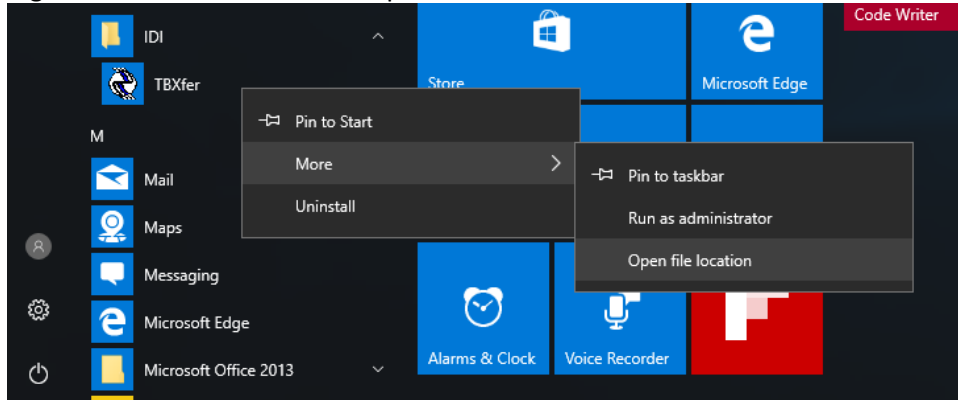 IDI
TBXfer
M
Mail
Maps
Messaging
Microsoft Edge
Microsoft Office 2013
Pin to Start
More
Uninstall
Pin to taskbar
Run as administrator
Open file location
Store
Microsoft Edge
Code Writer
Alarms & Clock
Voice Recorder